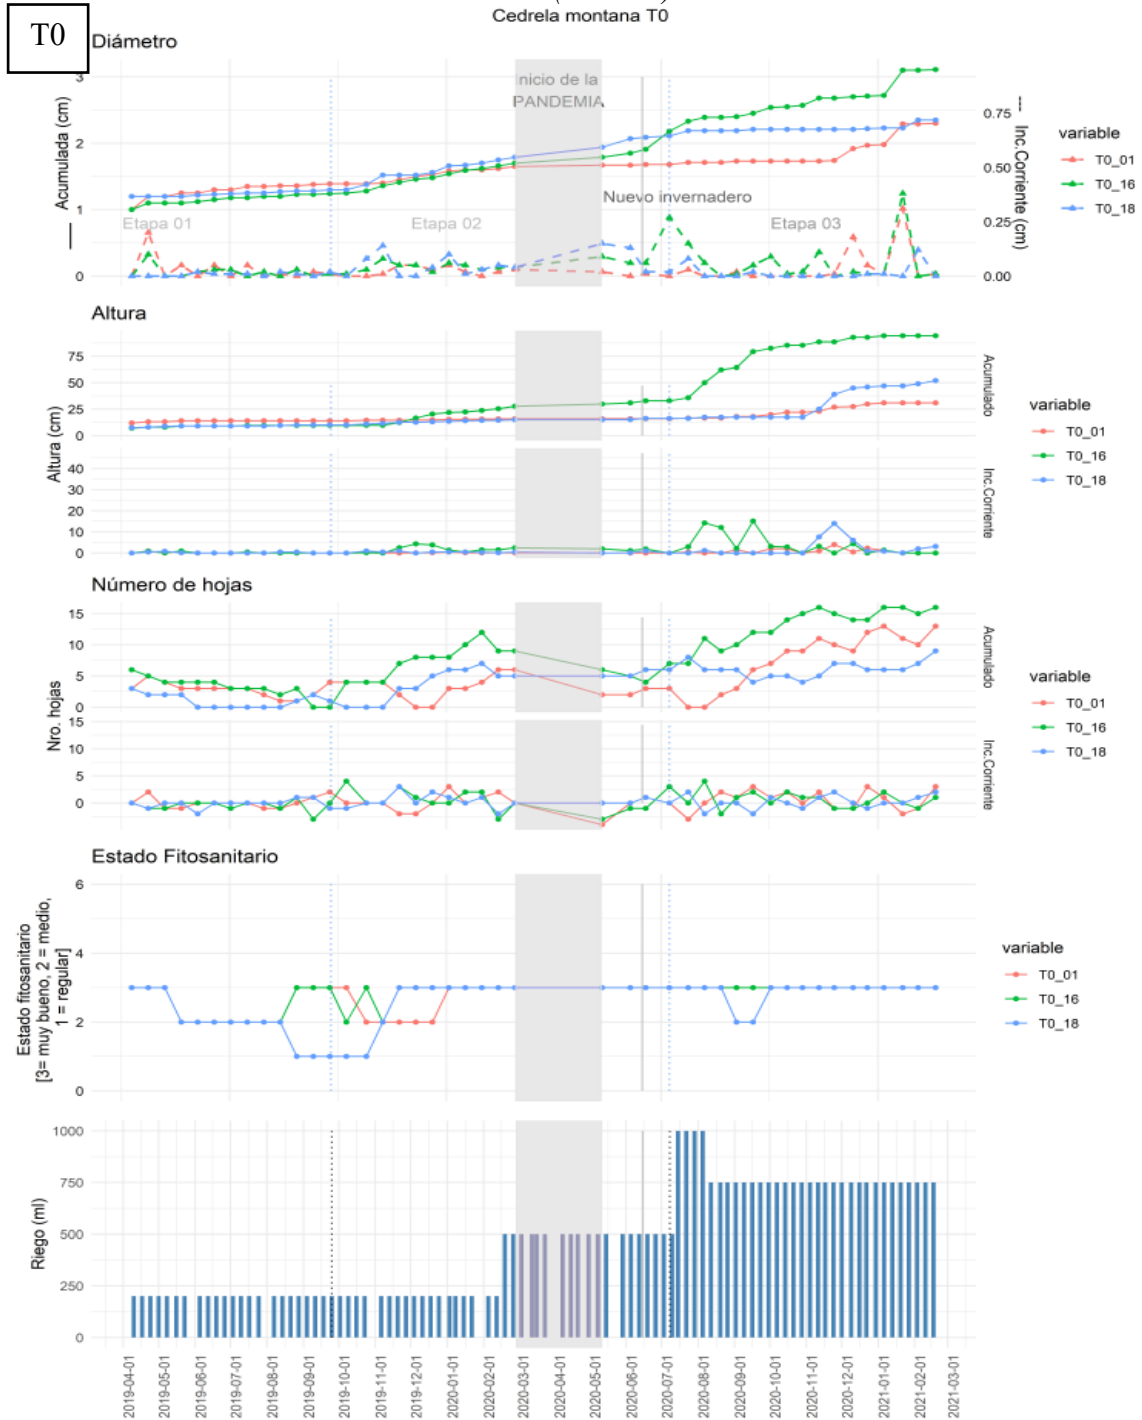 Cedrela montana T0
T0
Diámetro
Acumulada (cm)
3
2
1
0
Inicio de la
PANDEMIA
Nuevo invernadero
Etapa 01
Etapa 02
Etapa 03
0.75
0.50
0.25
0.00
--- Inc.Corriente (cm)
variable
T0_01
T0_16
T0_18
Altura
Altura (cm)
75
50
25
0
Acumulado
40
30
20
10
0
Inc.Corriente
variable
T0_01
T0_16
T0_18
Número de hojas
Nro. hojas
15
10
5
0
Acumulado
15
10
5
0
Inc.Corriente
variable
T0_01
T0_16
T0_18
Estado Fitosanitario
Estado fitosanitario
[3= muy bueno, 2 = medio,
1 = regular]
6
4
2
0
variable
T0_01
T0_16
T0_18
Riego (ml)
1000
750
500
250
0
2019-04-01
2019-05-01
2019-06-01
2019-07-01
2019-08-01
2019-09-01
2019-10-01
2019-11-01
2019-12-01
2020-01-01
2020-02-01
2020-03-01
2020-04-01
2020-05-01
2020-06-01
2020-07-01
2020-08-01
2020-09-01
2020-10-01
2020-11-01
2020-12-01
2021-01-01
2021-02-01
2021-03-01